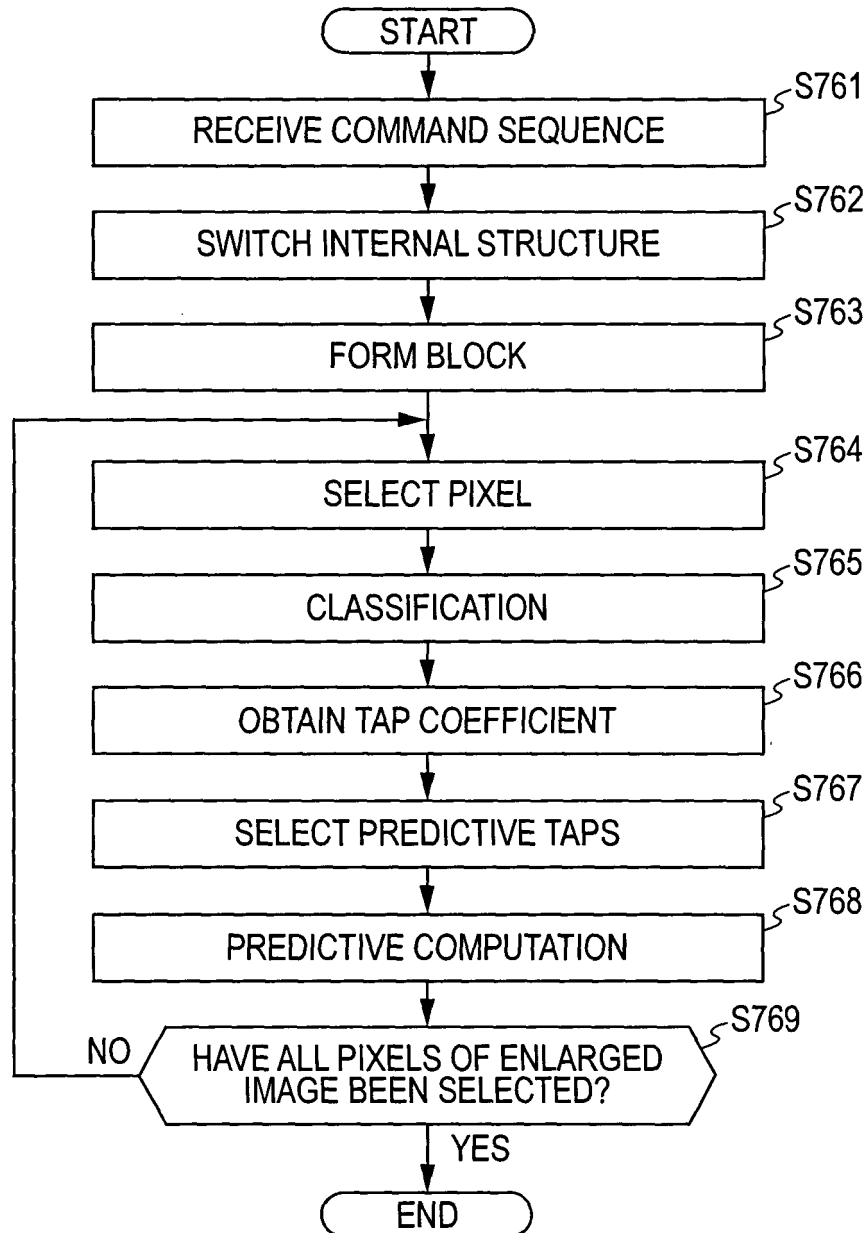 START
S761
RECEIVE COMMAND SEQUENCE
S762
SWITCH INTERNAL STRUCTURE
S763
FORM BLOCK
S764
SELECT PIXEL
S765
CLASSIFICATION
S766
OBTAIN TAP COEFFICIENT
S767
SELECT PREDICTIVE TAPS
S768
PREDICTIVE COMPUTATION
S769
NO
HAVE ALL PIXELS OF ENLARGED
IMAGE BEEN SELECTED?
YES
END